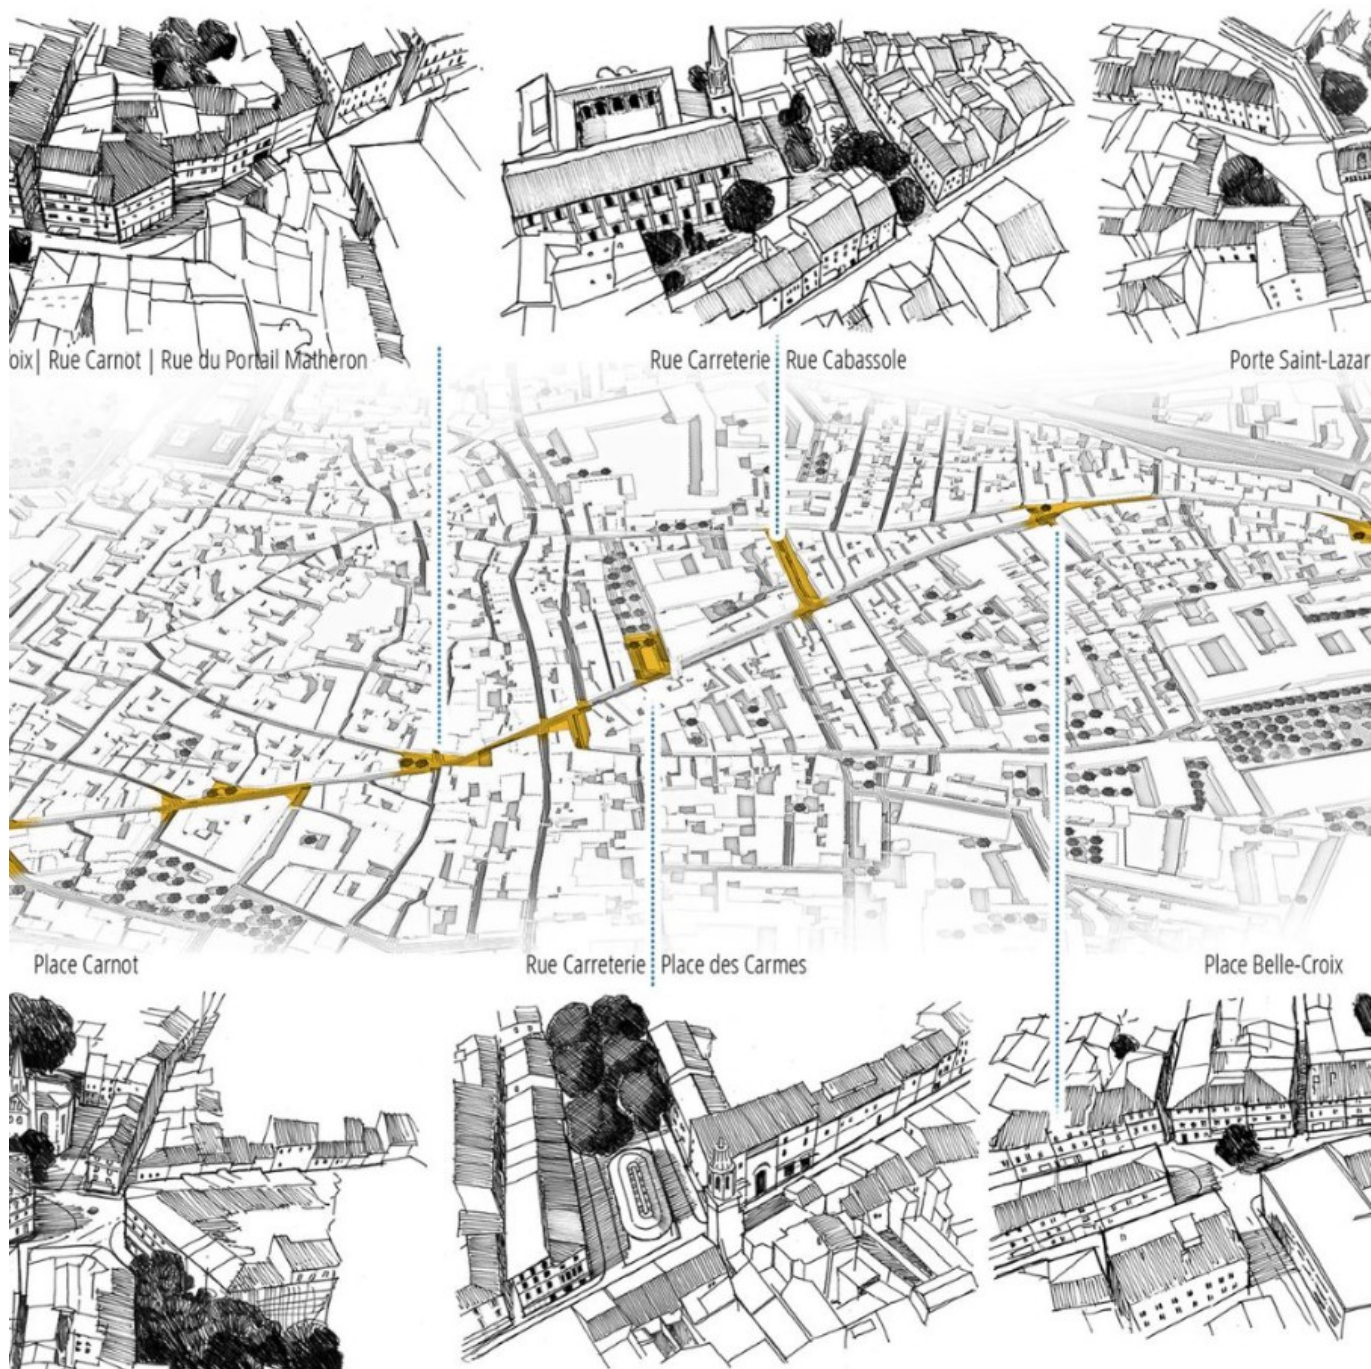 oix| Rue Carnot | Rue du Portail Matheron
Rue Carreterie Rue Cabassole
Porte Saint-Lazar
Place Carnot
Rue Carreterie Place des Carmes
Place Belle-Croix